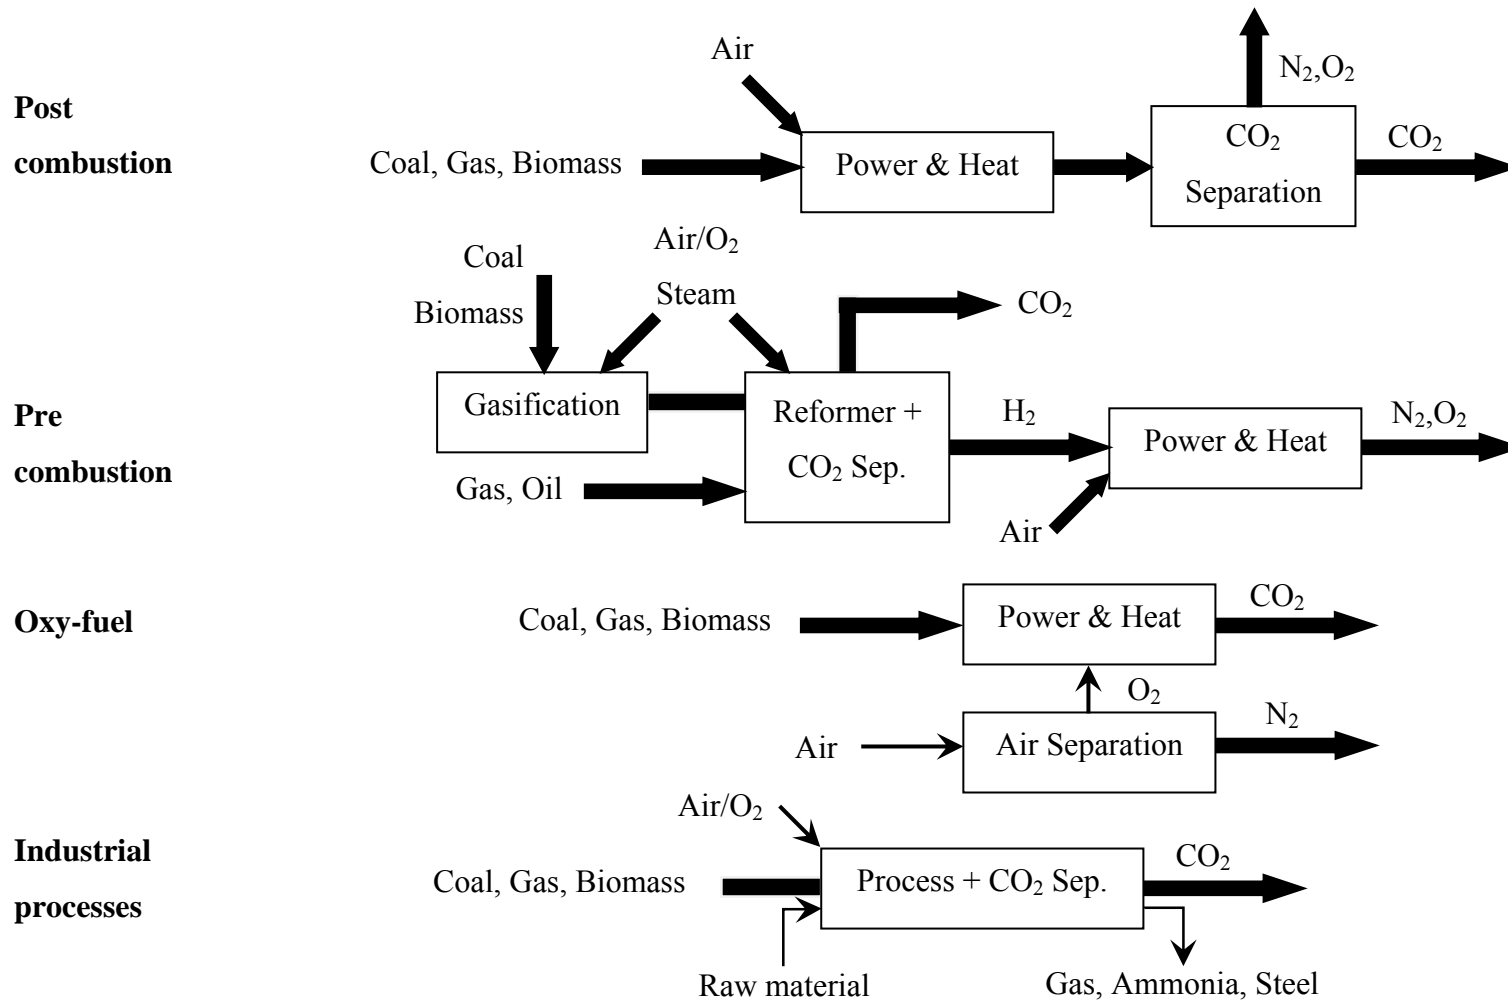 Post
combustion
Air
Coal, Gas, Biomass
Power & Heat
N₂,O₂
CO₂
Separation
CO₂
Pre
combustion
Coal
Biomass
Air/O₂
Steam
CO₂
Gasification
Gas, Oil
Reformer +
CO₂ Sep.
H₂
Air
Power & Heat
N₂,O₂
Oxy-fuel
Coal, Gas, Biomass
Power & Heat
CO₂
O₂
Air
Air Separation
N₂
Industrial
processes
Air/O₂
Coal, Gas, Biomass
Process + CO₂ Sep.
CO₂
Raw material
Gas, Ammonia, Steel